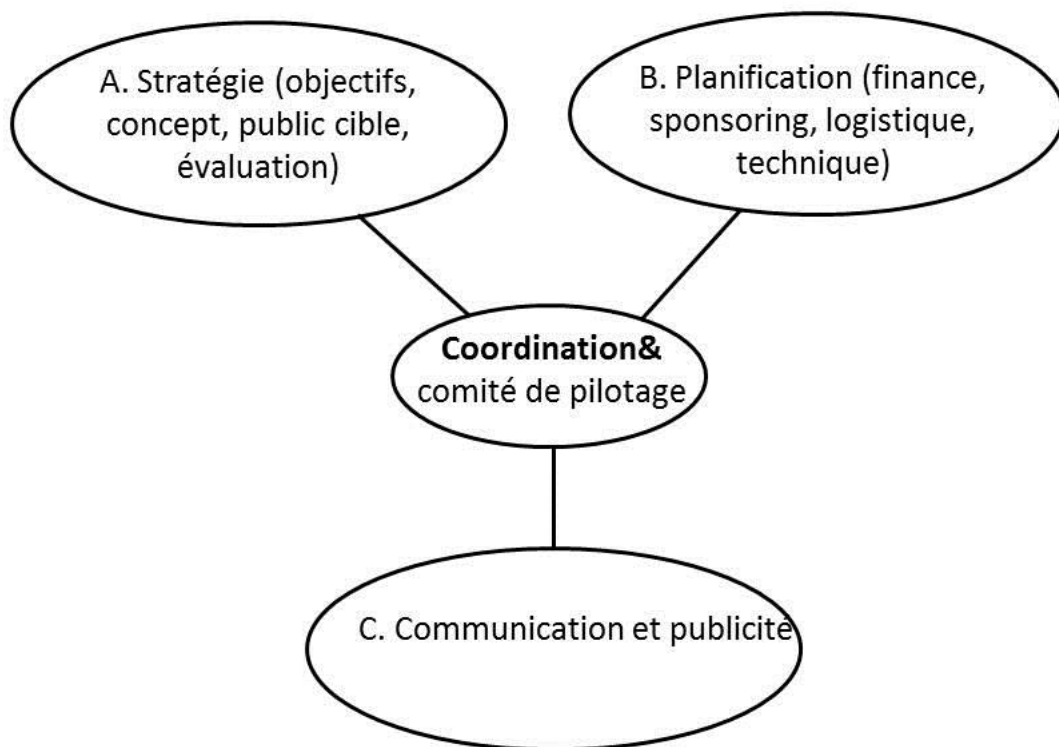 A. Stratégie (objectifs,
concept, public cible,
évaluation)
B. Planification (finance,
sponsoring, logistique,
technique)
Coordination&
comité de pilotage
C. Communication et publicité